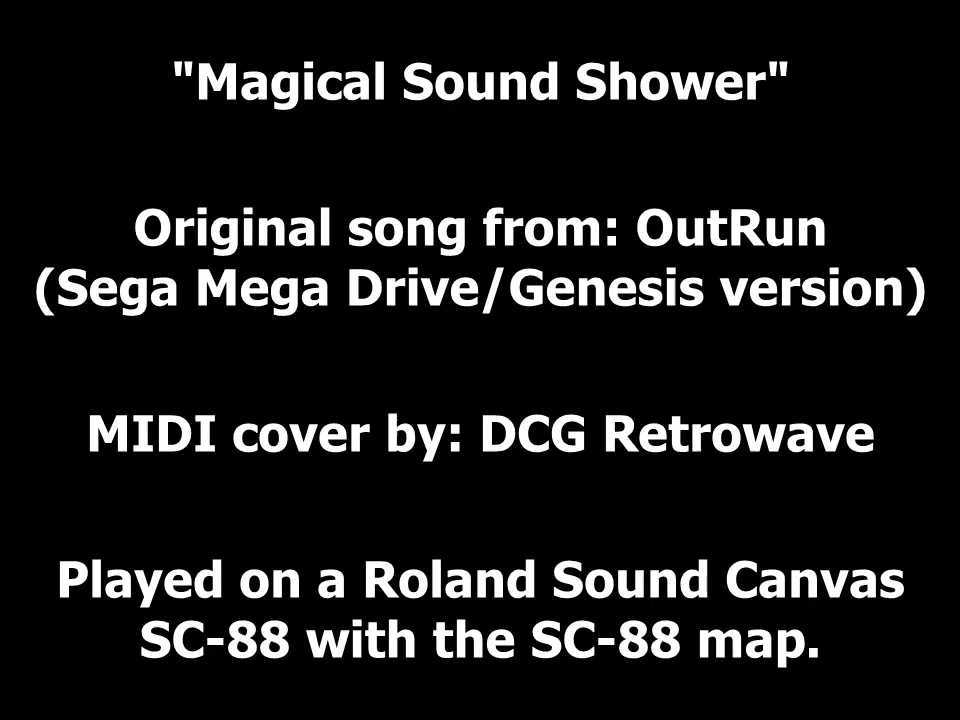 "Magical Sound Shower"
Original song from: OutRun
(Sega Mega Drive/Genesis version)
MIDI cover by: DCG Retrowave
Played on a Roland Sound Canvas
SC-88 with the SC-88 map.